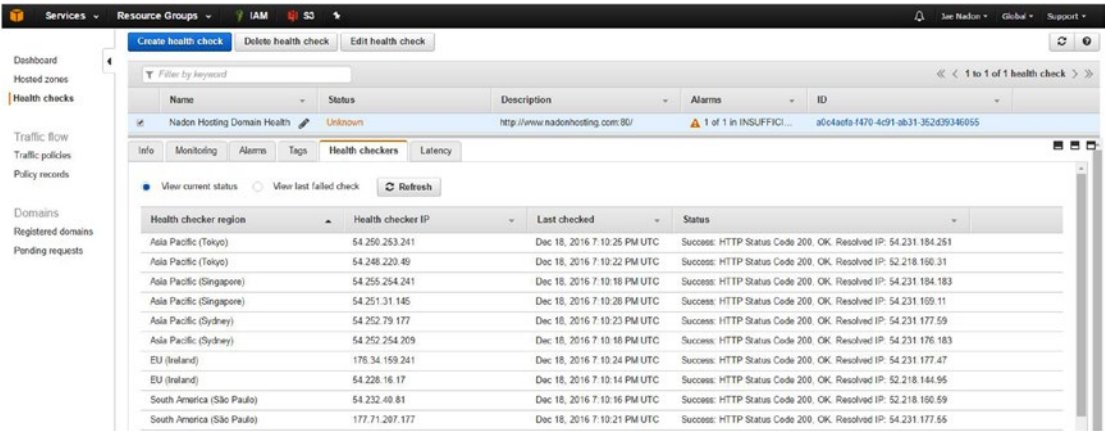 Services Resource Groups IAM S3 Jae Nadon Global Support
Create health check Delete health check Edit health check
Dashboard
Hosted zones
Health checks
Traffic flow
Traffic policies
Policy records
Domains
Registered domains
Pending requests
Filter by keyword 1 to 1 of 1 health check
Name Status Description Alarms ID
Nadon Hosting Domain Health Unknown http://www.nadonhosting.com:80/ 1 of 1 in INSUFFICI... a0c4aefa-f470-4c91-ab31-352d39346055
Info Monitoring Alarms Tags Health checkers Latency
View current status View last failed check Refresh
Health checker region Health checker IP Last checked Status
Asia Pacific (Tokyo) 54.250.253.241 Dec 18, 2016 7:10:25 PM UTC Success: HTTP Status Code 200, OK. Resolved IP: 54.231.184.251
Asia Pacific (Tokyo) 54.248.220.49 Dec 18, 2016 7:10:22 PM UTC Success: HTTP Status Code 200, OK. Resolved IP: 52.218.160.31
Asia Pacific (Singapore) 54.255.254.241 Dec 18, 2016 7:10:18 PM UTC Success: HTTP Status Code 200, OK. Resolved IP: 54.231.184.183
Asia Pacific (Singapore) 54.251.31.145 Dec 18, 2016 7:10:28 PM UTC Success: HTTP Status Code 200, OK. Resolved IP: 54.231.169.11
Asia Pacific (Sydney) 54.252.79.177 Dec 18, 2016 7:10:23 PM UTC Success: HTTP Status Code 200, OK. Resolved IP: 54.231.177.59
Asia Pacific (Sydney) 54.252.254.209 Dec 18, 2016 7:10:18 PM UTC Success: HTTP Status Code 200, OK. Resolved IP: 54.231.176.183
EU (Ireland) 176.34.159.241 Dec 18, 2016 7:10:24 PM UTC Success: HTTP Status Code 200, OK. Resolved IP: 54.231.177.47
EU (Ireland) 54.228.16.17 Dec 18, 2016 7:10:14 PM UTC Success: HTTP Status Code 200, OK. Resolved IP: 52.218.144.95
South America (São Paulo) 54.232.40.81 Dec 18, 2016 7:10:16 PM UTC Success: HTTP Status Code 200, OK. Resolved IP: 52.218.160.59
South America (São Paulo) 177.71.207.177 Dec 18, 2016 7:10:21 PM UTC Success: HTTP Status Code 200, OK. Resolved IP: 54.231.177.55